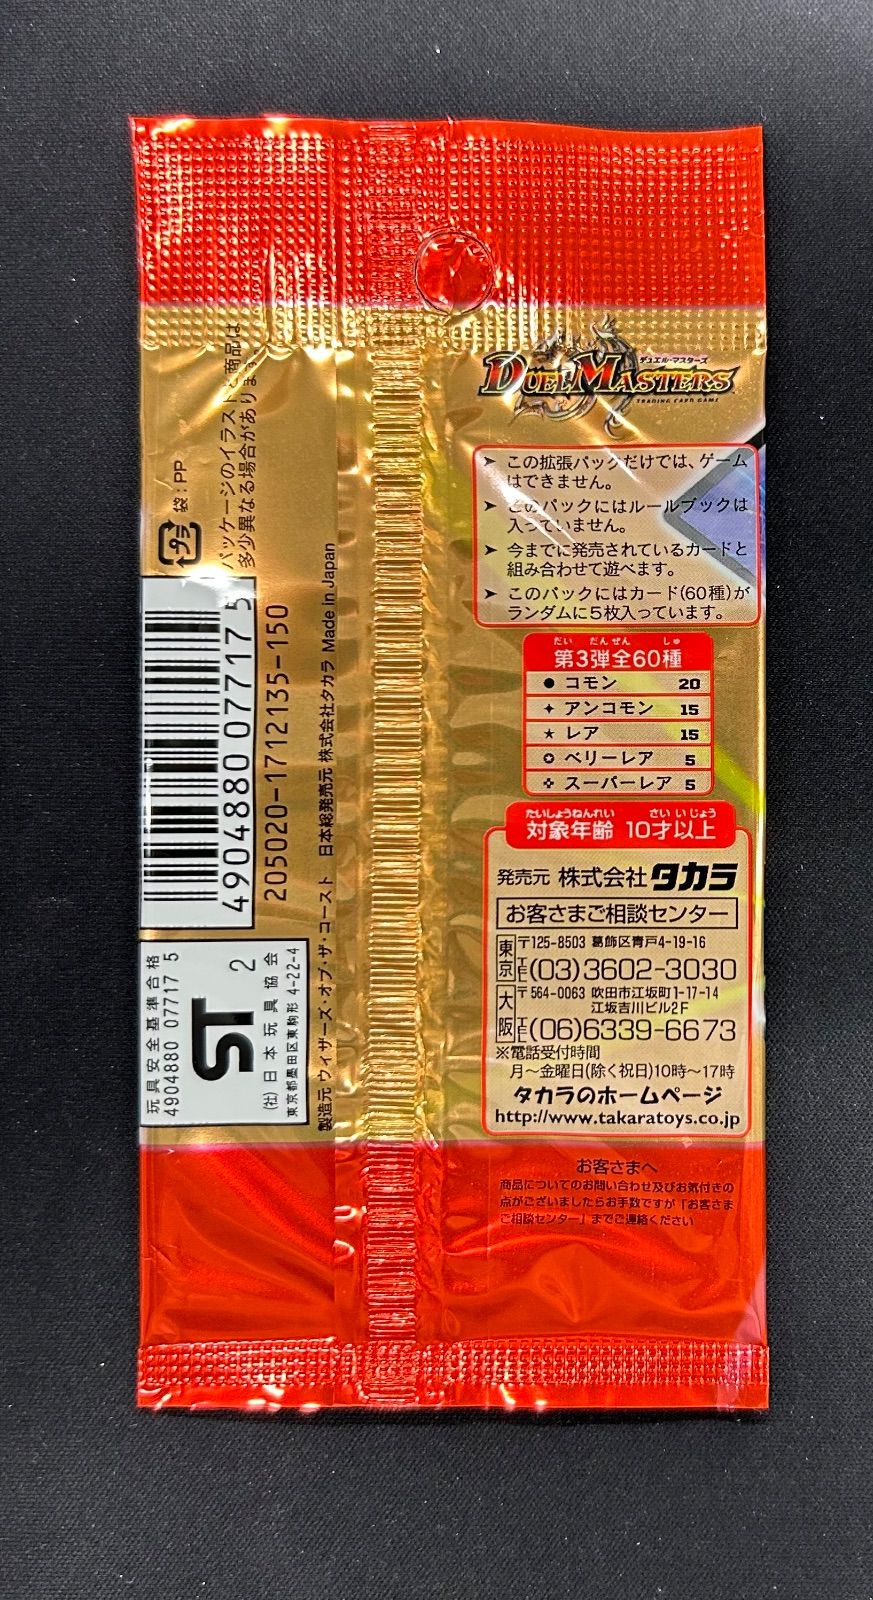 デュエル・マスターズ
DUEL MASTERS
TRADING CARD GAME
➤ この拡張パックだけでは、ゲーム
はできません。
➤ このパックにはルールブックは
入っていません。
➤ 今までに発売されているカードと
組み合わせて遊べます。
➤ このパックにはカード(60種)が
ランダムに5枚入っています。
だい だんぜん しゅ
第3弾全60種
● コモン 20
✦ アンコモン 15
★ レア 15
✪ ベリーレア 5
❖ スーパーレア 5
たいしょうねんれい さいいじょう
対象年齢 10才以上
発売元 株式会社タカラ
お客さまご相談センター
東京 〒125-8503 葛飾区青戸4-19-16
TEL(03)3602-3030
大阪 〒564-0063 吹田市江坂町1-17-14
江坂吉川ビル2F
TEL(06)6339-6673
※電話受付時間
月〜金曜日(除く祝日)10時〜17時
タカラのホームページ
http://www.takaratoys.co.jp
お客さまへ
商品についてのお問い合わせ及びお気付きの
点がございましたらお手数ですが「お客さま
ご相談センター」までご連絡ください
パッケージのイラストと商品は
多少異なる場合があります。
プラ
袋：PP
4904880 077175
205020-1712135-150
製造元 ウィザーズ・オブ・ザ・コースト 日本総発売元 株式会社タカラ Made in Japan
玩具安全基準合格
4904880 07717 5
ST 2
(社)日本玩具協会
東京都墨田区東駒形 4-22-4